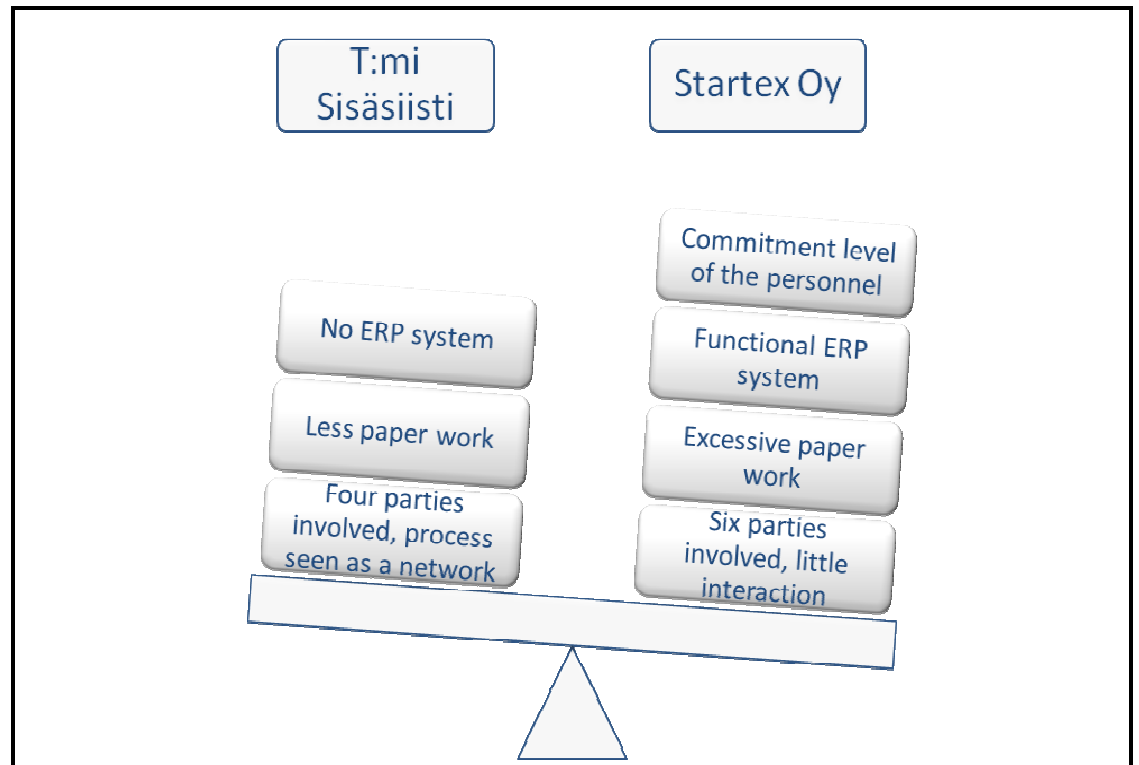 T:mi
Sisäsiisti
Startex Oy
No ERP system
Less paper work
Four parties
involved, process
seen as a network
Commitment level
of the personnel
Functional ERP
system
Excessive paper
work
Six parties
involved, little
interaction